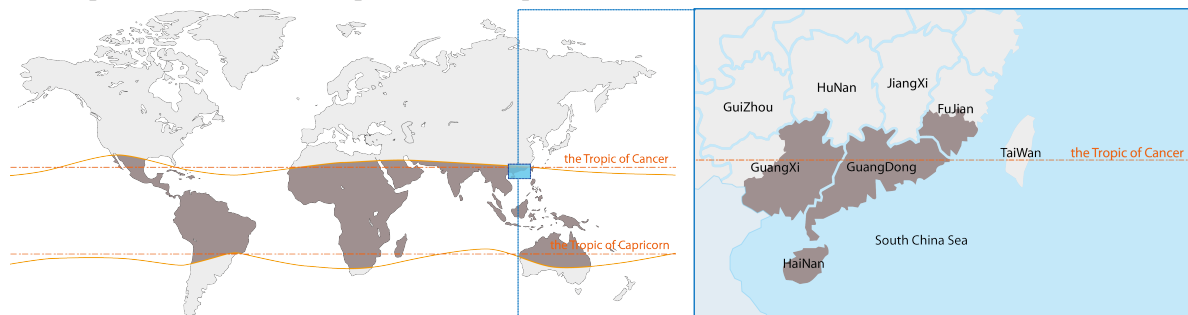 the Tropic of Cancer
the Tropic of Capricorn
HuNan
JiangXi
GuiZhou
FuJian
TaiWan
the Tropic of Cancer
GuangXi
GuangDong
South China Sea
HaiNan